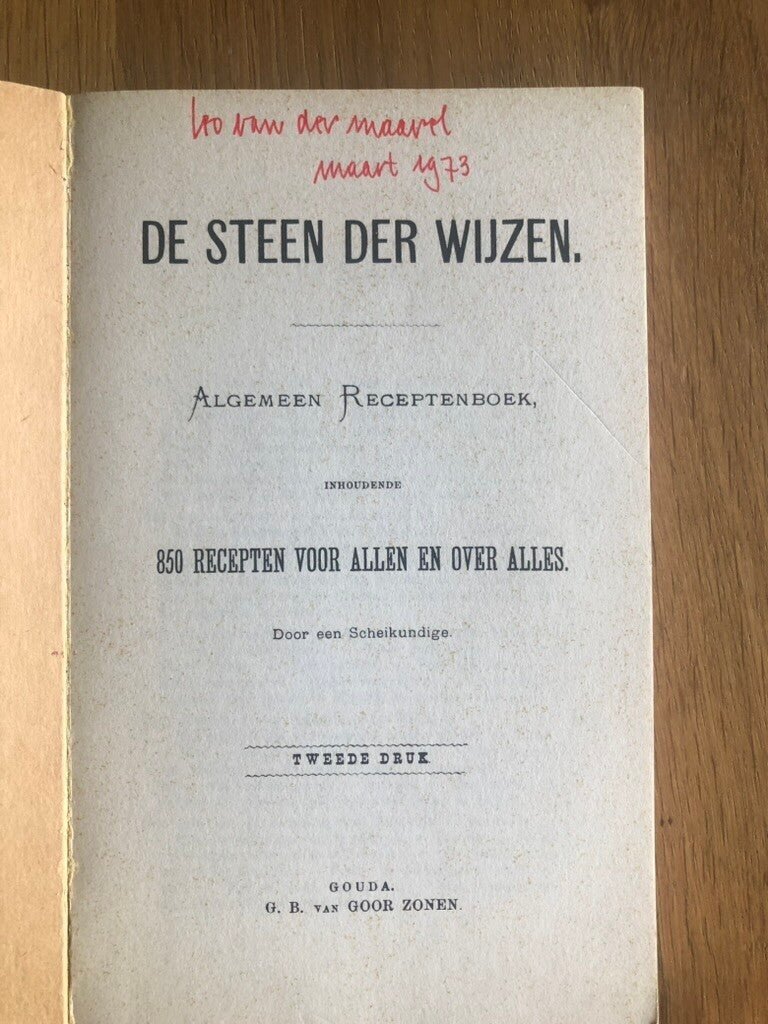 leo van der maarel
maart 1973
DE STEEN DER WIJZEN.
ALGEMEEN RECEPTENBOEK,
INHOUDENDE
850 RECEPTEN VOOR ALLEN EN OVER ALLES.
Door een Scheikundige.
TWEEDE DRUK.
GOUDA.
G. B. VAN GOOR ZONEN.